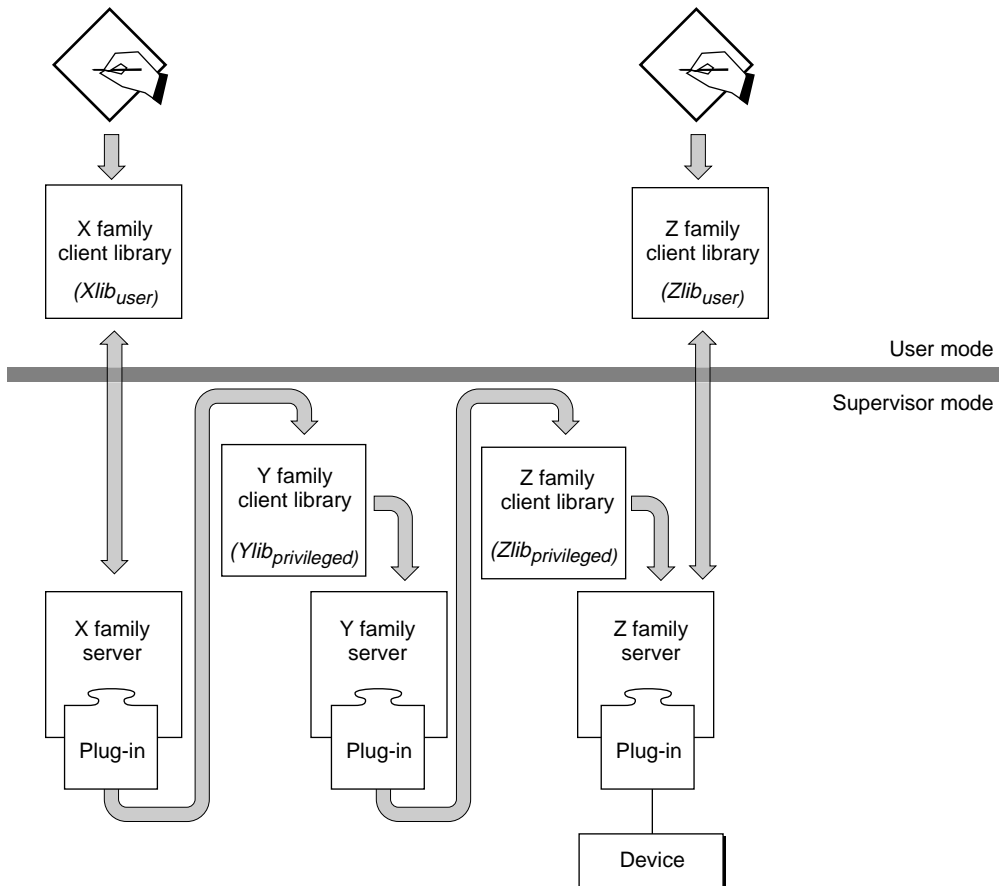 X family
client library
(Xlibuser)
Z family
client library
(Zlibuser)
User mode
Supervisor mode
Y family
client library
(Ylibprivileged)
Z family
client library
(Zlibprivileged)
X family
server
Plug-in
Y family
server
Plug-in
Z family
server
Plug-in
Device